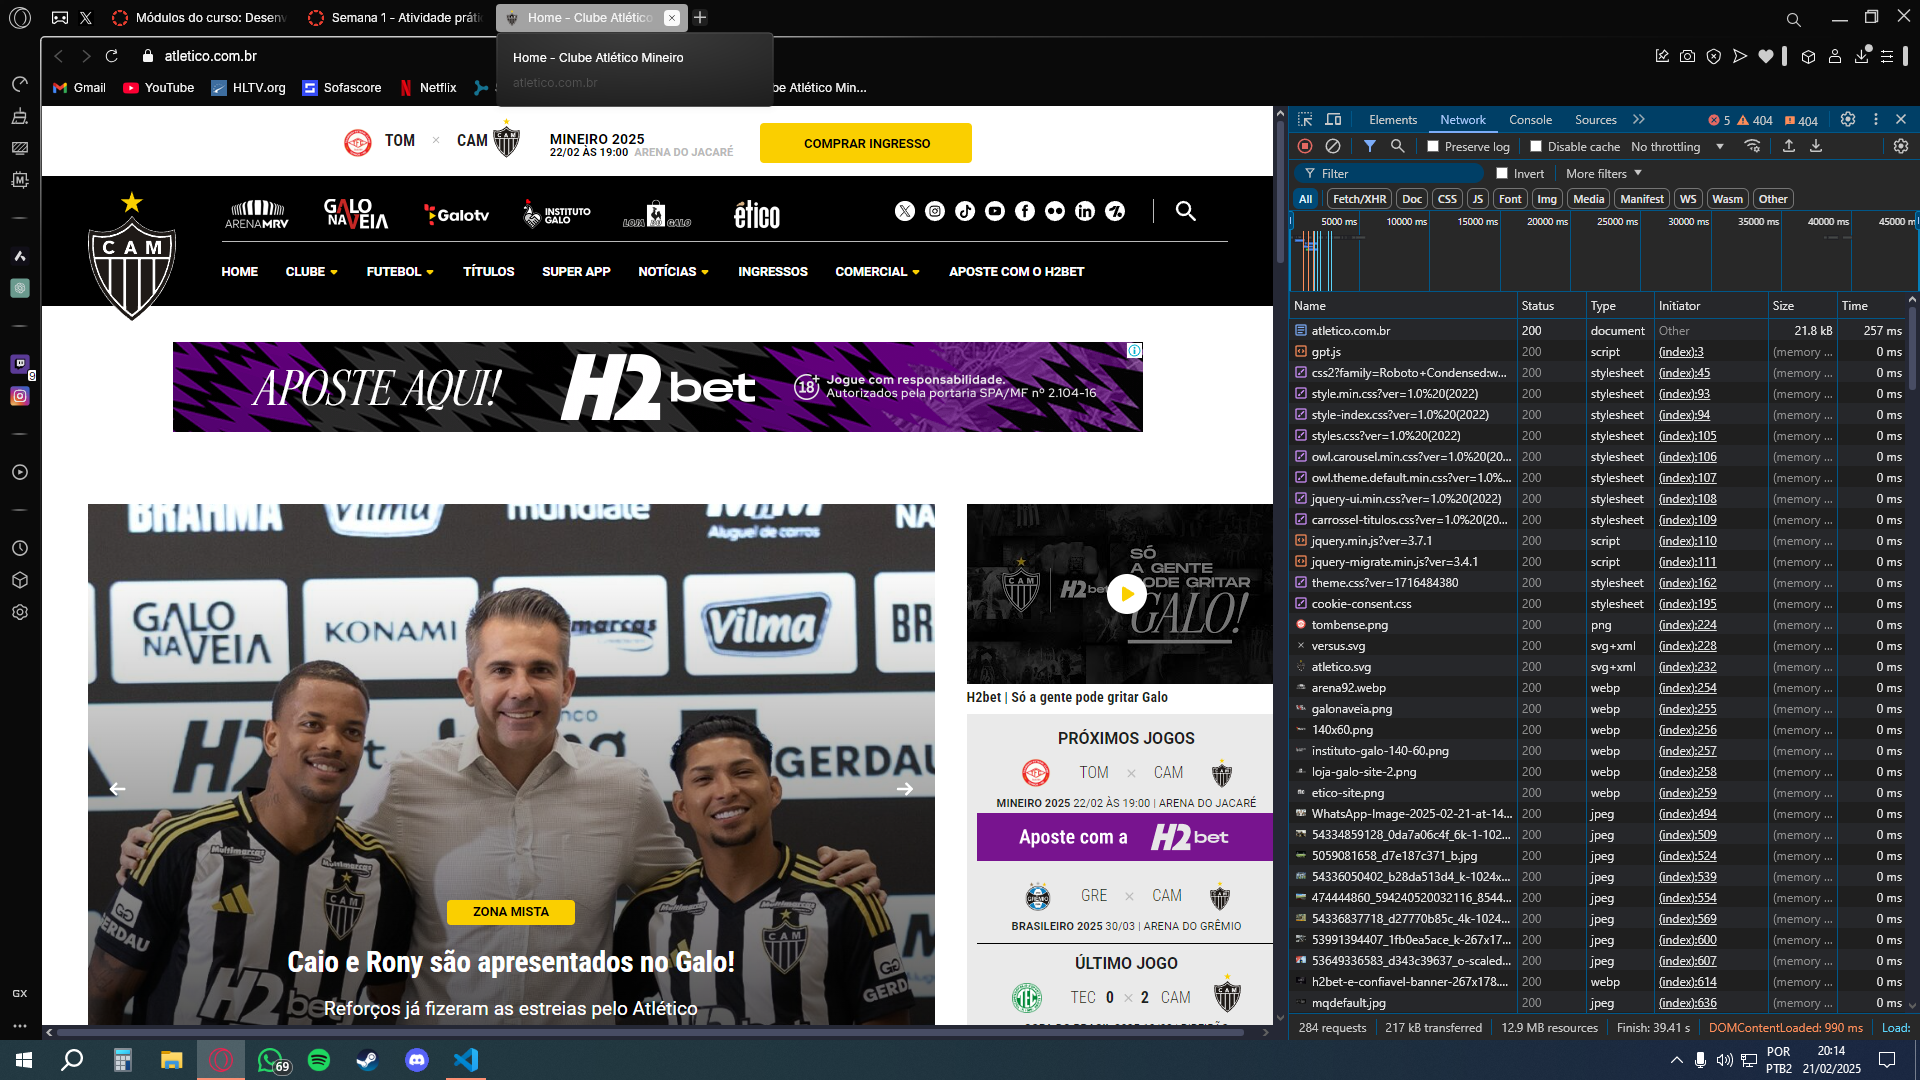 Módulos do curso: Desenv
Semana 1 - Atividade práti
Home - Clube Atlético
atletico.com.br
Home - Clube Atlético Mineiro
atletico.com.br
Gmail
YouTube
HLTV.org
Sofascore
Netflix
be Atlético Min...
TOM × CAM
MINEIRO 2025
22/02 ÀS 19:00 ARENA DO JACARÉ
COMPRAR INGRESSO
CAM
ARENAMRV
GALO NAVEIA
Galotv
INSTITUTO GALO
LOJA GALO
ético
HOME
CLUBE
FUTEBOL
TÍTULOS
SUPER APP
NOTÍCIAS
INGRESSOS
COMERCIAL
APOSTE COM O H2BET
APOSTE AQUI!
H2bet
18+
Jogue com responsabilidade.
Autorizados pela portaria SPA/MF nº 2.104-16
BRAHMA
Vilma
mundiale
Aluguel de carros
NA
GALO NAVEIA
KONAMI
marcas
Vilma
BR
H2
GERDAU
Multimarcas
GERDAU
H2bet
ZONA MISTA
Caio e Rony são apresentados no Galo!
Reforços já fizeram as estreias pelo Atlético
SÓ
A GENTE
PODE GRITAR
GALO!
CAM
H2bet
H2bet | Só a gente pode gritar Galo
PRÓXIMOS JOGOS
TOM × CAM
MINEIRO 2025 22/02 ÀS 19:00 | ARENA DO JACARÉ
Aposte com a H2bet
GRE × CAM
BRASILEIRO 2025 30/03 | ARENA DO GRÊMIO
ÚLTIMO JOGO
TEC 0 × 2 CAM
Elements
Network
Console
Sources
5
404
404
Preserve log
Disable cache
No throttling
Filter
Invert
More filters
All
Fetch/XHR
Doc
CSS
JS
Font
Img
Media
Manifest
WS
Wasm
Other
5000 ms
10000 ms
15000 ms
20000 ms
25000 ms
30000 ms
35000 ms
40000 ms
45000 m
Name Status Type Initiator Size Time
atletico.com.br 200 document Other 21.8 kB 257 ms
gpt.js 200 script (index):3 (memory ... 0 ms
css2?family=Roboto+Condensed:w... 200 stylesheet (index):45 (memory ... 0 ms
style.min.css?ver=1.0%20(2022) 200 stylesheet (index):93 (memory ... 0 ms
style-index.css?ver=1.0%20(2022) 200 stylesheet (index):94 (memory ... 0 ms
styles.css?ver=1.0%20(2022) 200 stylesheet (index):105 (memory ... 0 ms
owl.carousel.min.css?ver=1.0%20(20... 200 stylesheet (index):106 (memory ... 0 ms
owl.theme.default.min.css?ver=1.0%... 200 stylesheet (index):107 (memory ... 0 ms
jquery-ui.min.css?ver=1.0%20(2022) 200 stylesheet (index):108 (memory ... 0 ms
carrossel-titulos.css?ver=1.0%20(20... 200 stylesheet (index):109 (memory ... 0 ms
jquery.min.js?ver=3.7.1 200 script (index):110 (memory ... 0 ms
jquery-migrate.min.js?ver=3.4.1 200 script (index):111 (memory ... 0 ms
theme.css?ver=1716484380 200 stylesheet (index):162 (memory ... 0 ms
cookie-consent.css 200 stylesheet (index):195 (memory ... 0 ms
tombense.png 200 png (index):224 (memory ... 0 ms
versus.svg 200 svg+xml (index):228 (memory ... 0 ms
atletico.svg 200 svg+xml (index):232 (memory ... 0 ms
arena92.webp 200 webp (index):254 (memory ... 0 ms
galonaveia.png 200 webp (index):255 (memory ... 0 ms
140x60.png 200 webp (index):256 (memory ... 0 ms
instituto-galo-140-60.png 200 webp (index):257 (memory ... 0 ms
loja-galo-site-2.png 200 webp (index):258 (memory ... 0 ms
etico-site.png 200 webp (index):259 (memory ... 0 ms
WhatsApp-Image-2025-02-21-at-14... 200 jpeg (index):494 (memory ... 0 ms
54334859128_0da7a06c4f_6k-1-102... 200 jpeg (index):509 (memory ... 0 ms
5059081658_d7e187c371_b.jpg 200 jpeg (index):524 (memory ... 0 ms
54336050402_b28da513d4_k-1024x... 200 jpeg (index):539 (memory ... 0 ms
474444860_594240520032116_8544... 200 jpeg (index):554 (memory ... 0 ms
54336837718_d27770b85c_4k-1024... 200 jpeg (index):569 (memory ... 0 ms
53991394407_1fb0ea5ace_k-267x17... 200 jpeg (index):600 (memory ... 0 ms
53649336583_d343c39637_o-scaled... 200 jpeg (index):607 (memory ... 0 ms
h2bet-e-confiavel-banner-267x178.... 200 webp (index):614 (memory ... 0 ms
mqdefault.jpg 200 jpeg (index):636 (memory ... 0 ms
284 requests
217 kB transferred
12.9 MB resources
Finish: 39.41 s
DOMContentLoaded: 990 ms
Load:
GX
69
POR
PTB2
20:14
21/02/2025